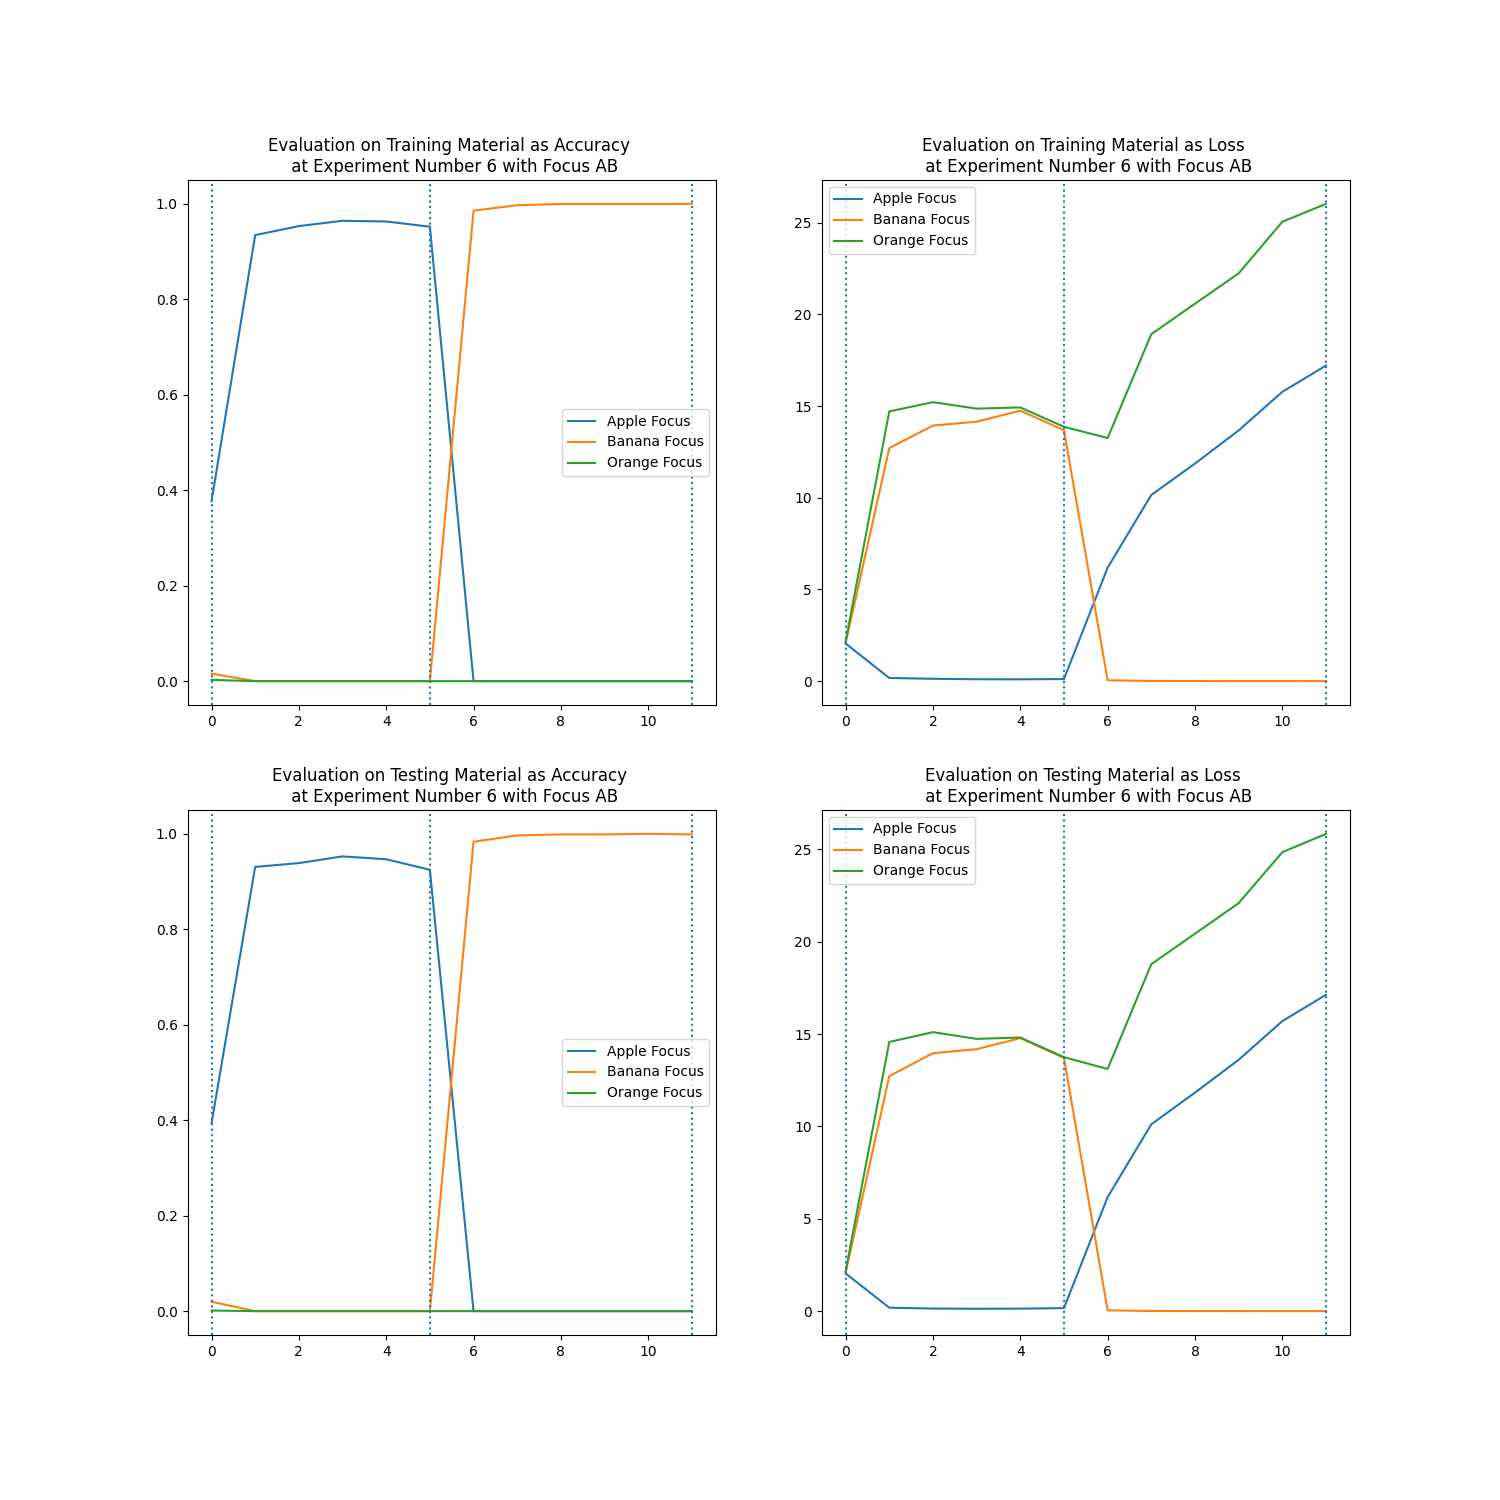 Evaluation on Training Material as Accuracy
at Experiment Number 6 with Focus AB
1.0
0.8
0.6
0.4
0.2
0.0
Apple Focus
Banana Focus
Orange Focus
0 2 4 6 8 10
Evaluation on Training Material as Loss
at Experiment Number 6 with Focus AB
Apple Focus
Banana Focus
Orange Focus
25
20
15
10
5
0
0 2 4 6 8 10
Evaluation on Testing Material as Accuracy
at Experiment Number 6 with Focus AB
1.0
0.8
0.6
0.4
0.2
0.0
Apple Focus
Banana Focus
Orange Focus
0 2 4 6 8 10
Evaluation on Testing Material as Loss
at Experiment Number 6 with Focus AB
Apple Focus
Banana Focus
Orange Focus
25
20
15
10
5
0
0 2 4 6 8 10